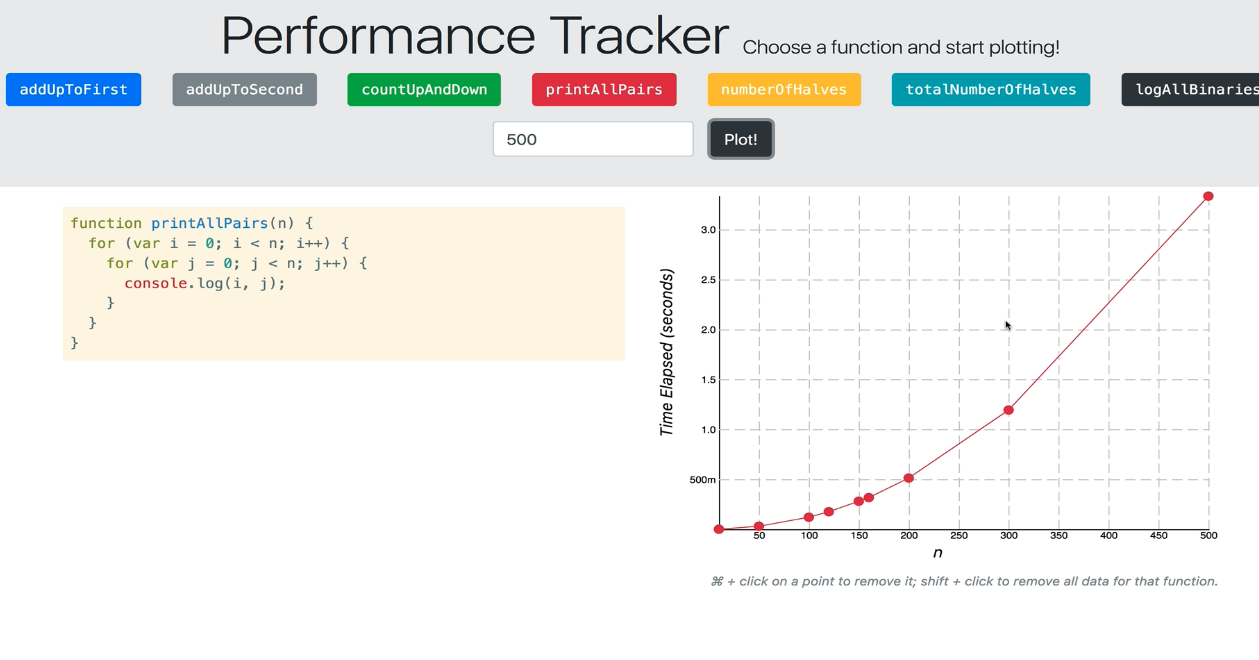 Performance Tracker Choose a function and start plotting!
addUpToFirst addUpToSecond countUpAndDown printAllPairs numberOfHalves totalNumberOfHalves logAllBinaries
500 Plot!
function printAllPairs(n) {
for (var i = 0; i < n; i++) {
for (var j = 0; j < n; j++) {
console.log(i, j);
}
}
}
Time Elapsed (seconds)
3.0
2.5
2.0
1.5
1.0
500m
50 100 150 200 250 300 350 400 450 500
n
⌘ + click on a point to remove it; shift + click to remove all data for that function.